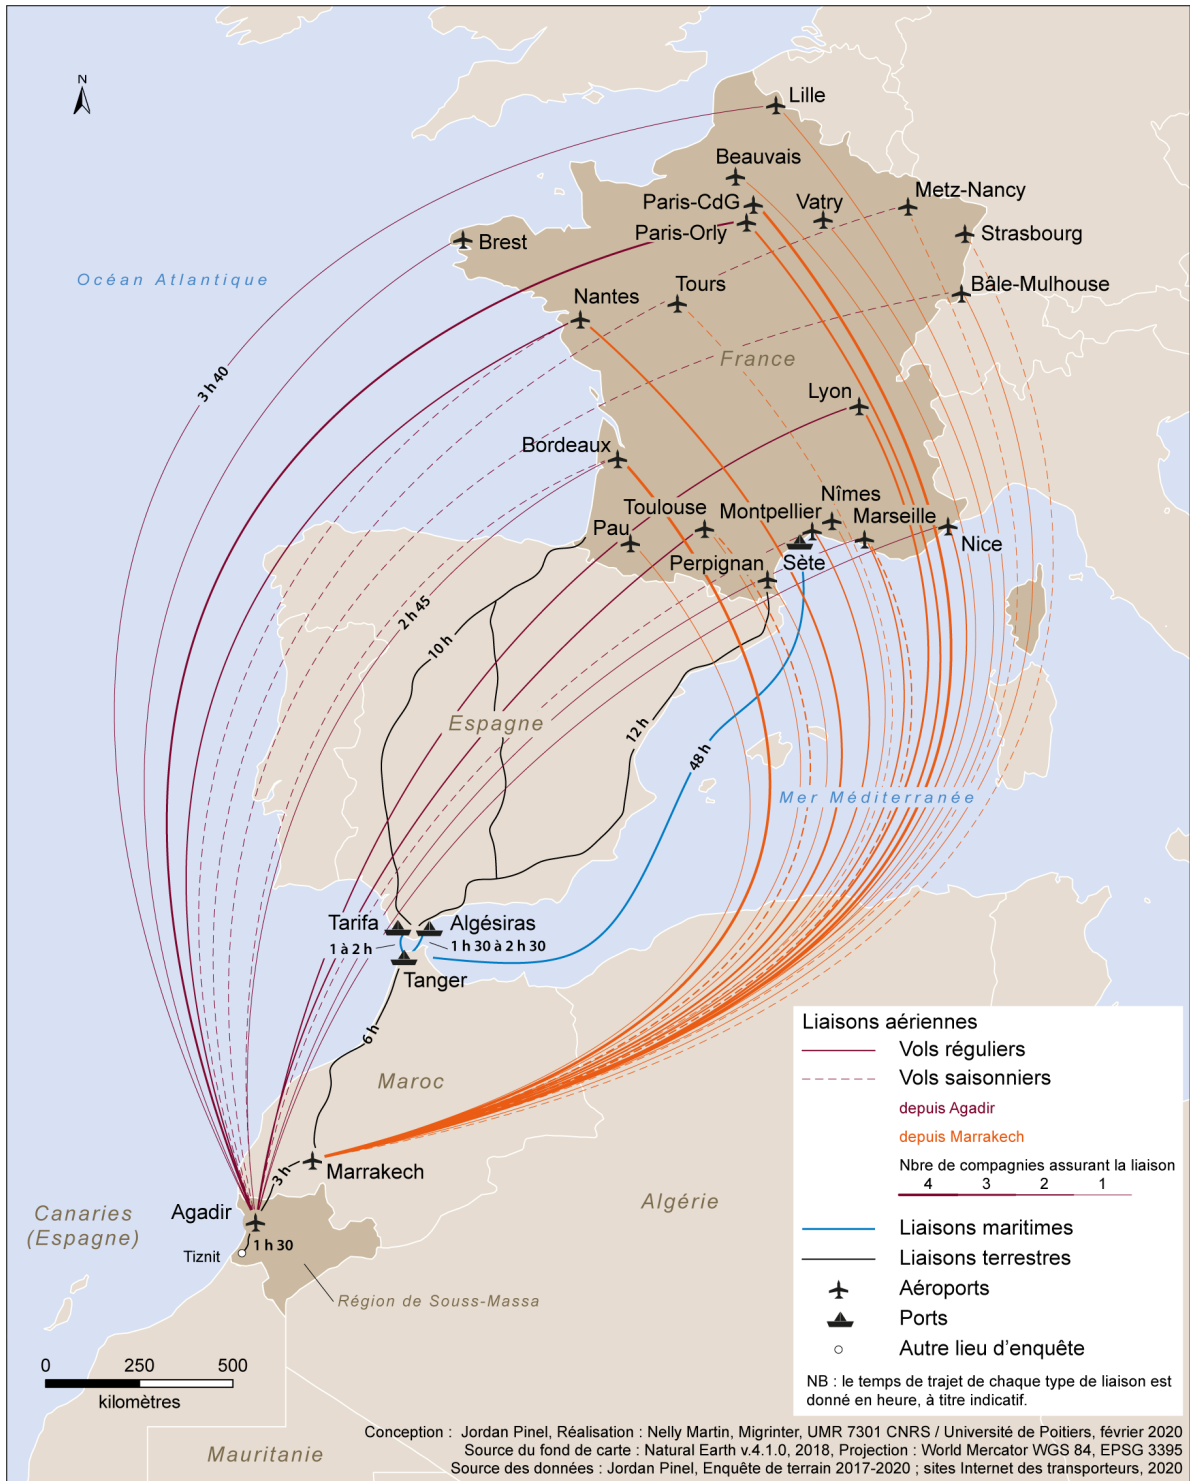 N
Lille
Beauvais
Paris-CdG
Vatry
Metz-Nancy
Paris-Orly
Strasbourg
Brest
Océan Atlantique
Tours
Bâle-Mulhouse
Nantes
France
3 h 40
Lyon
Bordeaux
Nîmes
Toulouse
Montpellier
Marseille
Pau
Nice
Perpignan
Sète
2 h 45
10 h
Espagne
12 h
48 h
Mer Méditerranée
Tarifa
Algésiras
1 à 2 h
1 h 30 à 2 h 30
Tanger
6 h
Maroc
Marrakech
3 h
Algérie
Agadir
Canaries
(Espagne)
1 h 30
Tiznit
Région de Souss-Massa
0 250 500
kilomètres
Mauritanie
Liaisons aériennes
Vols réguliers
Vols saisonniers
depuis Agadir
depuis Marrakech
Nbre de compagnies assurant la liaison
4 3 2 1
Liaisons maritimes
Liaisons terrestres
Aéroports
Ports
Autre lieu d'enquête
NB : le temps de trajet de chaque type de liaison est
donné en heure, à titre indicatif.
Conception : Jordan Pinel, Réalisation : Nelly Martin, Migrinter, UMR 7301 CNRS / Université de Poitiers, février 2020
Source du fond de carte : Natural Earth v.4.1.0, 2018, Projection : World Mercator WGS 84, EPSG 3395
Source des données : Jordan Pinel, Enquête de terrain 2017-2020 ; sites Internet des transporteurs, 2020